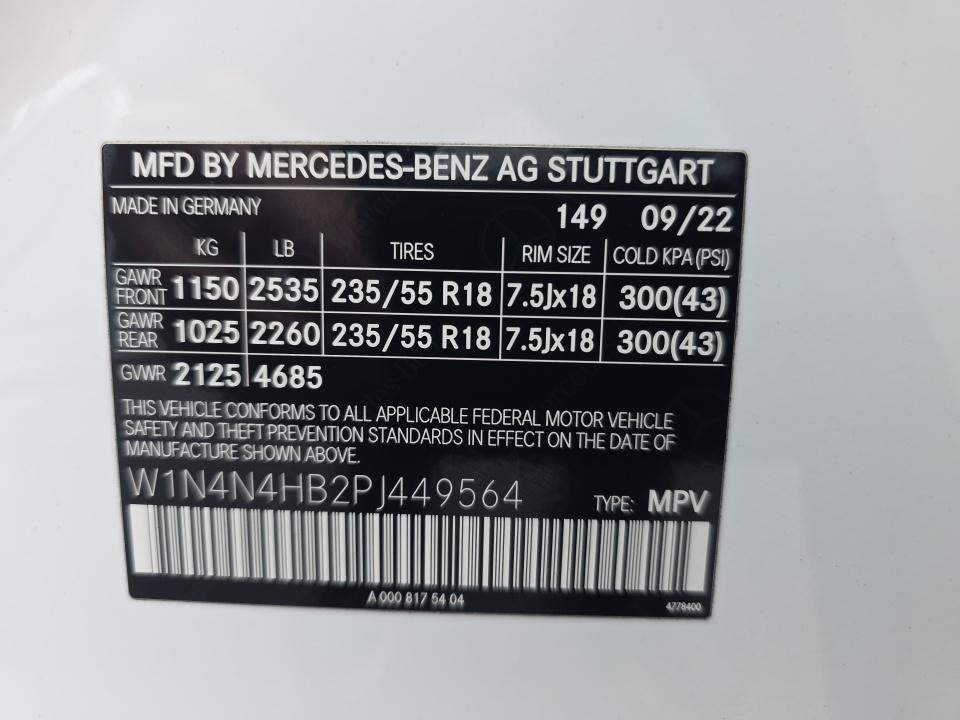 MFD BY MERCEDES-BENZ AG STUTTGART
MADE IN GERMANY 149 09/22
KG LB TIRES RIM SIZE COLD KPA (PSI)
GAWR FRONT 1150 2535 235/55 R18 7.5Jx18 300(43)
GAWR REAR 1025 2260 235/55 R18 7.5Jx18 300(43)
GVWR 2125 4685
THIS VEHICLE CONFORMS TO ALL APPLICABLE FEDERAL MOTOR VEHICLE
SAFETY AND THEFT PREVENTION STANDARDS IN EFFECT ON THE DATE OF
MANUFACTURE SHOWN ABOVE.
W1N4N4HB2PJ449564 TYPE: MPV
A 000 817 54 04
4778400